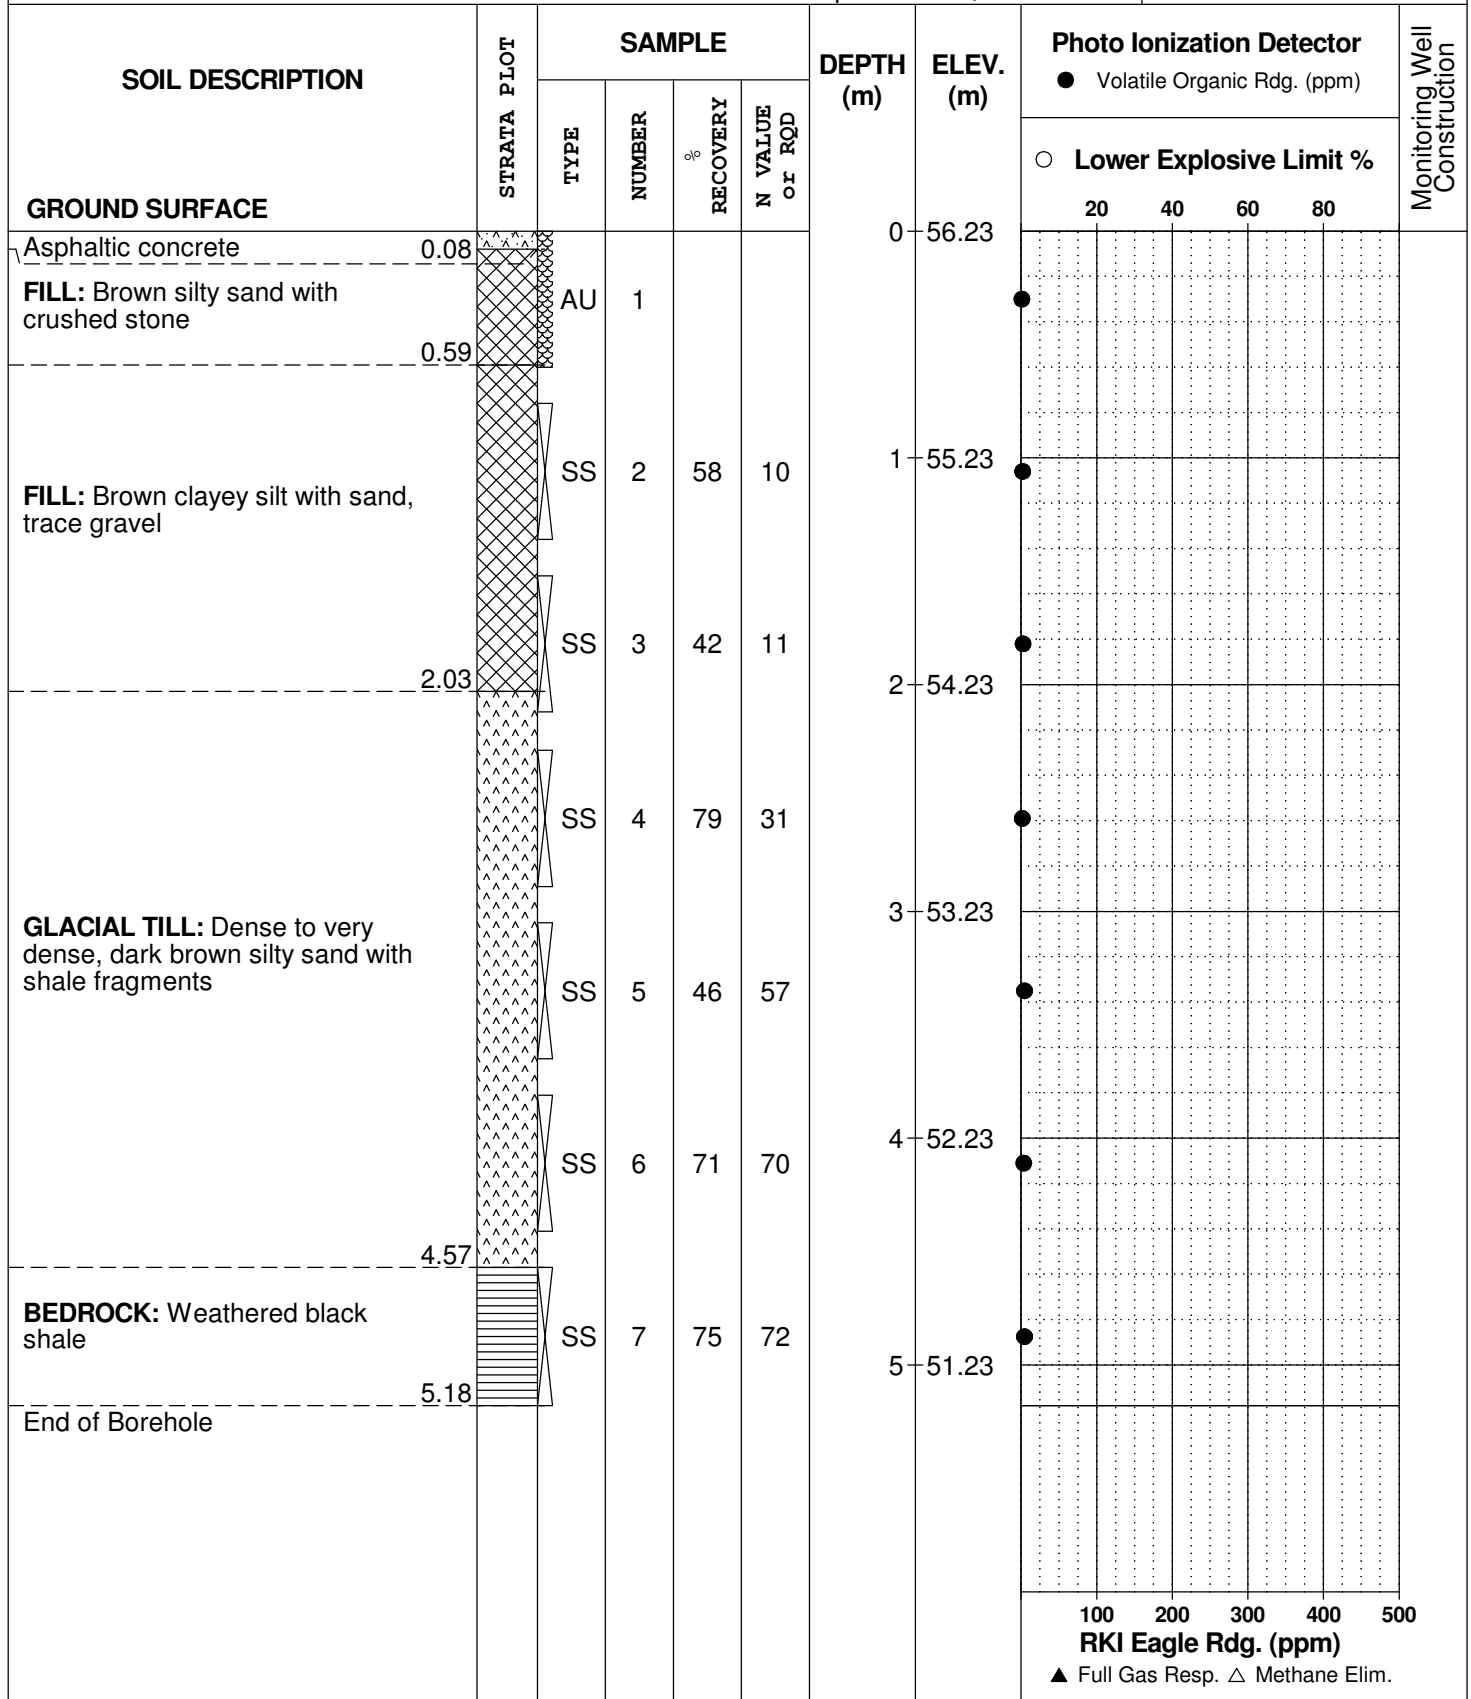 SOIL DESCRIPTION
GROUND SURFACE
STRATA PLOT
SAMPLE
TYPE
NUMBER
%
RECOVERY
N VALUE
or RQD
DEPTH
(m)
ELEV.
(m)
Photo Ionization Detector
● Volatile Organic Rdg. (ppm)
○ Lower Explosive Limit %
20 40 60 80
Monitoring Well
Construction
0 56.23
Asphaltic concrete 0.08
FILL: Brown silty sand with
crushed stone
AU 1
0.59
1 55.23
SS 2 58 10
FILL: Brown clayey silt with sand,
trace gravel
SS 3 42 11
2.03
2 54.23
SS 4 79 31
3 53.23
GLACIAL TILL: Dense to very
dense, dark brown silty sand with
shale fragments
SS 5 46 57
4 52.23
SS 6 71 70
4.57
BEDROCK: Weathered black
shale
SS 7 75 72
5 51.23
5.18
End of Borehole
100 200 300 400 500
RKI Eagle Rdg. (ppm)
▲ Full Gas Resp. △ Methane Elim.